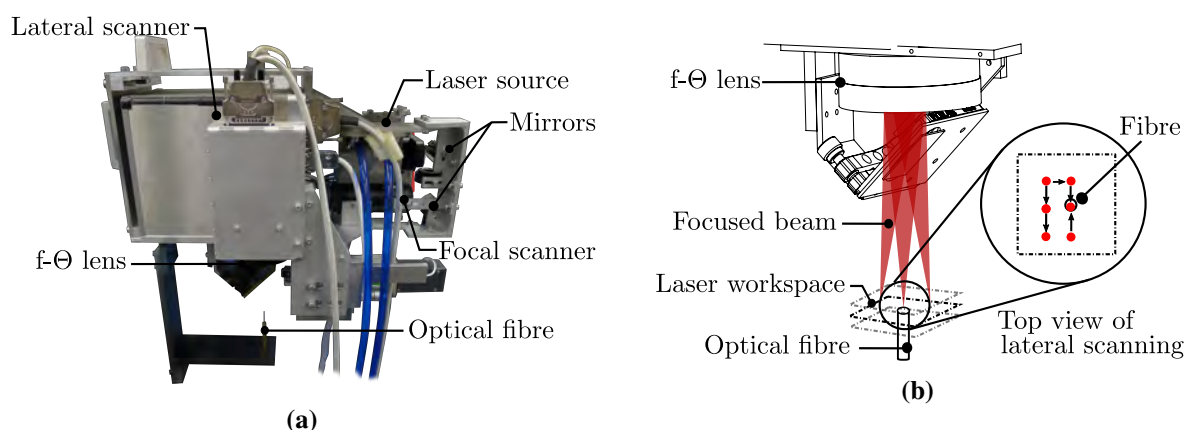 Lateral scanner
Laser source
Mirrors
Focal scanner
f-Θ lens
Optical fibre
(a)
f-Θ lens
Fibre
Focused beam
Laser workspace
Optical fibre
Top view of
lateral scanning
(b)